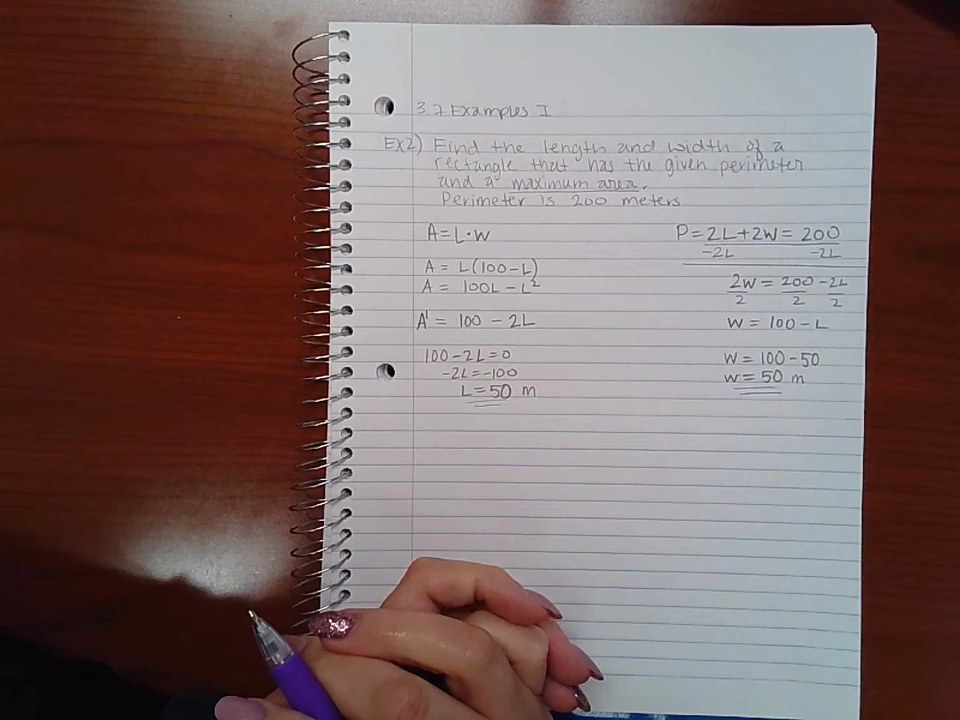 3.7 Examples I
EX2) Find the length and width of a
rectangle that has the given perimeter
and a maximum area.
Perimeter is 200 meters
A = L·W
A = L(100-L)
A = 100L - L²
A' = 100 - 2L
100-2L=0
-2L=-100
L=50 m
P=2L+2W = 200
-2L -2L
2W = 200 -2L
2 2 2
W = 100 - L
W = 100-50
W = 50 m